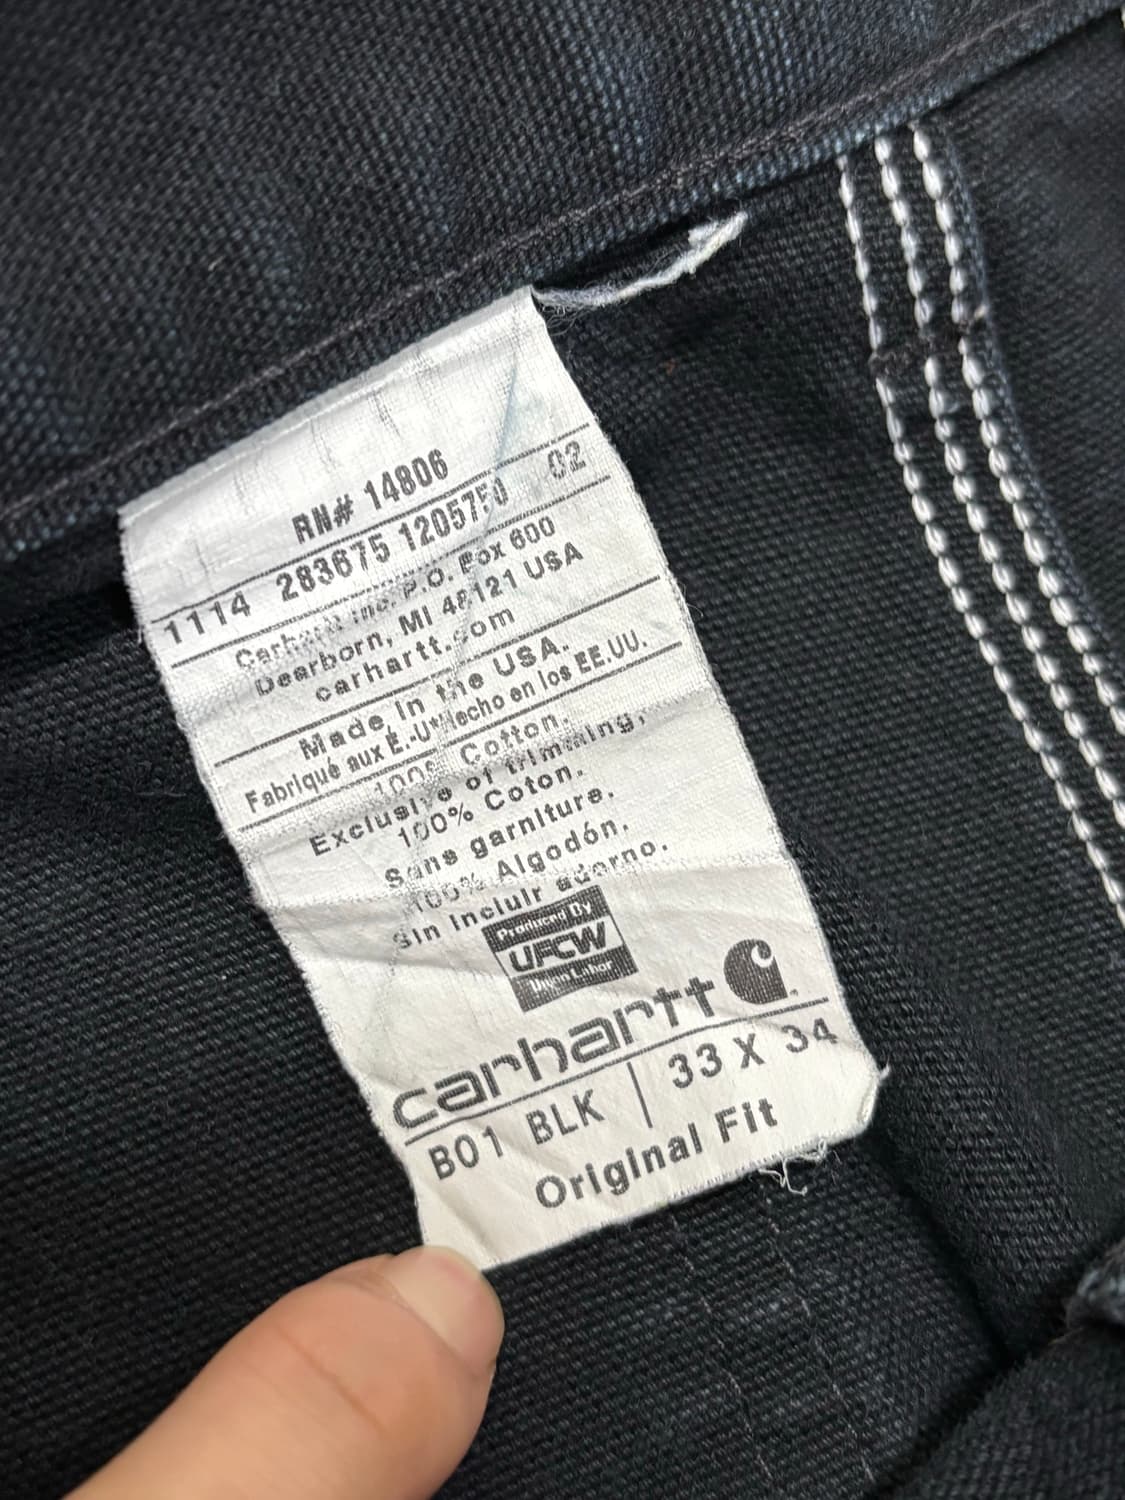 RN# 14806
1114 283675 1205750 02
Carhartt Inc. P.O. Box 600
Dearborn, MI 48121 USA
carhartt.com
Made in the USA.
Fabriqué aux É.-U*Hecho en los EE.UU.
100% Cotton.
Exclusive of trimming.
100% Coton.
Sans garniture.
100% Algodón.
Sin incluir adorno.
Produced By
UFCW
Union Labor
carhartt
B01 BLK | 33 X 34
Original Fit